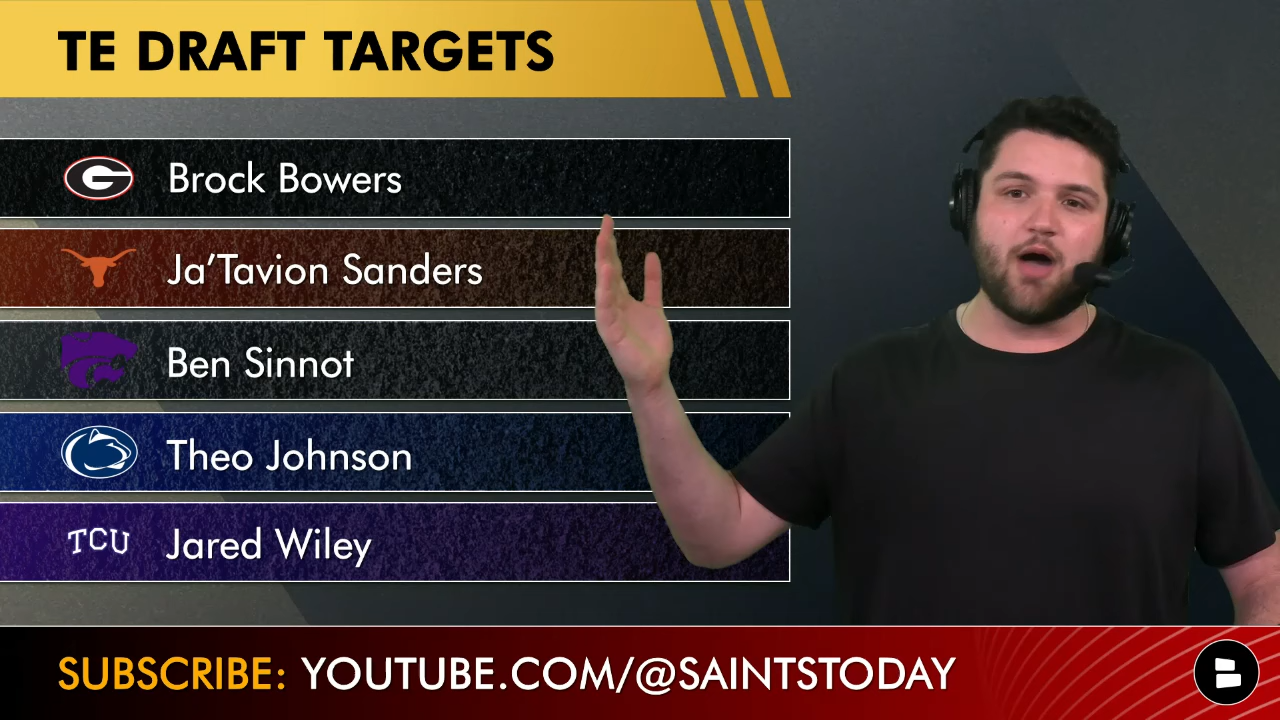 TE DRAFT TARGETS
G Brock Bowers
Ja'Tavion Sanders
Ben Sinnot
Theo Johnson
TCU Jared Wiley
SUBSCRIBE: YOUTUBE.COM/@SAINTSTODAY